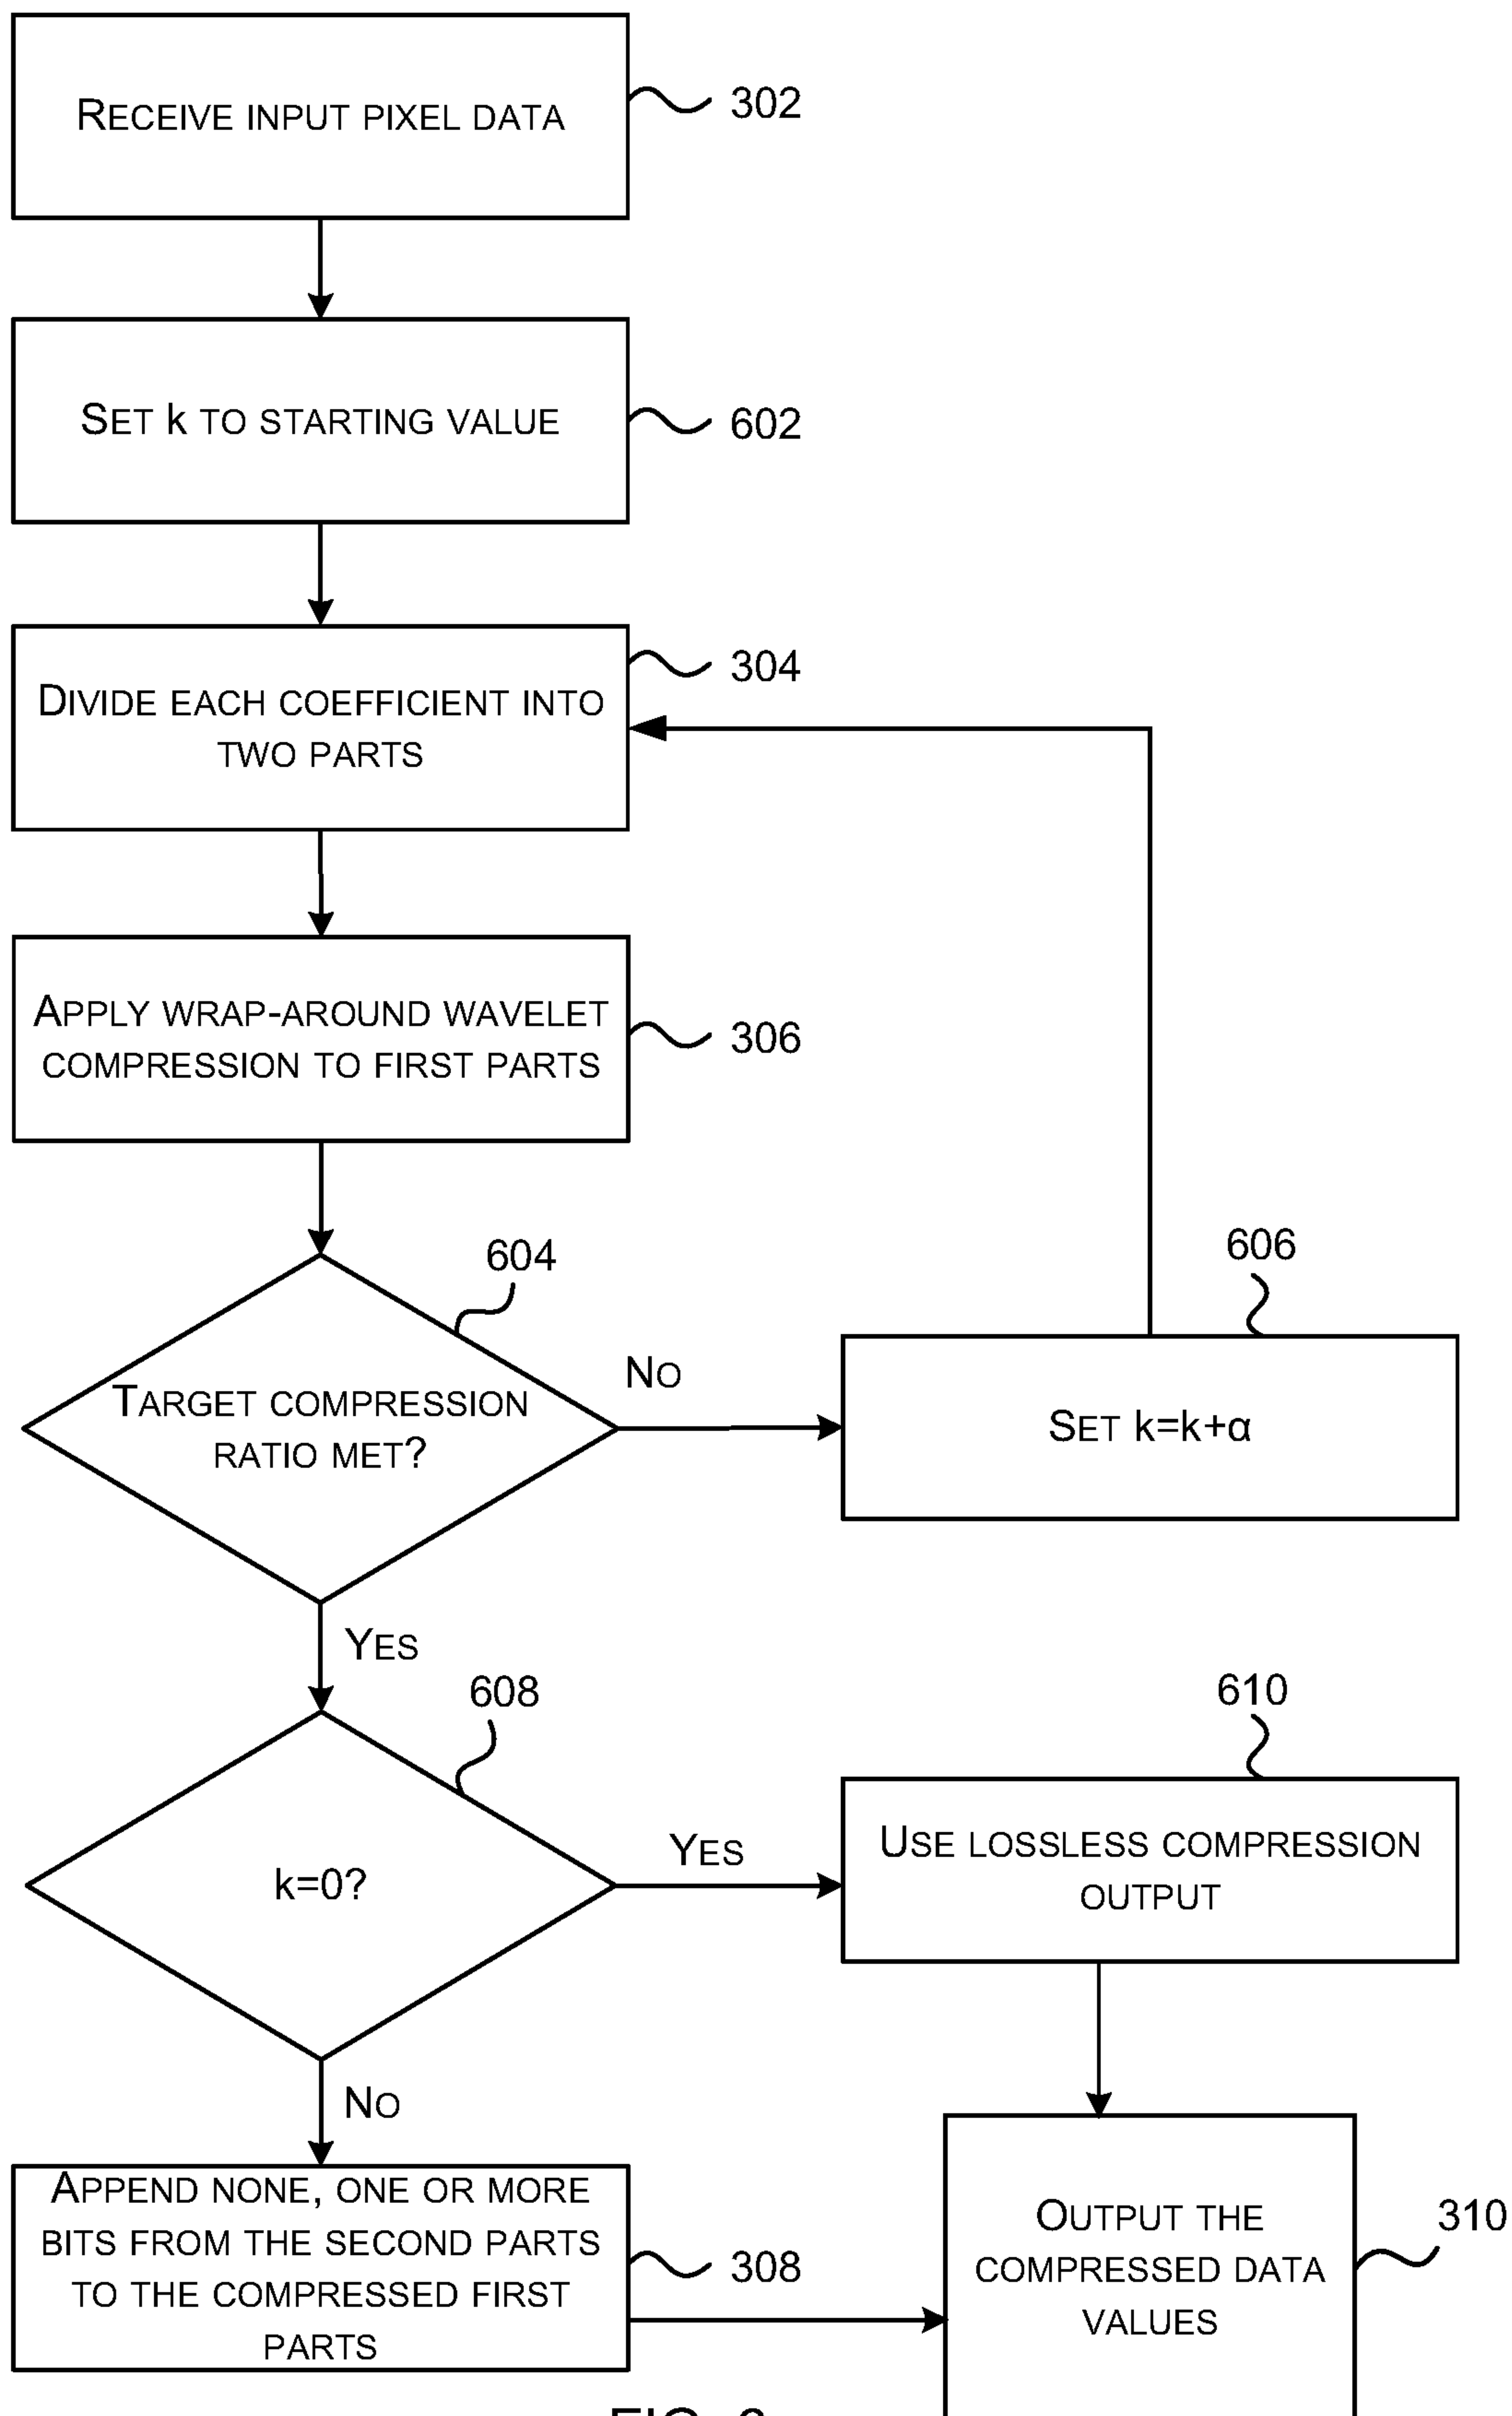 RECEIVE INPUT PIXEL DATA
302
SET k TO STARTING VALUE
602
DIVIDE EACH COEFFICIENT INTO
TWO PARTS
304
APPLY WRAP-AROUND WAVELET
COMPRESSION TO FIRST PARTS
306
604
TARGET COMPRESSION
RATIO MET?
NO
606
SET k=k+α
YES
608
k=0?
YES
610
USE LOSSLESS COMPRESSION
OUTPUT
NO
APPEND NONE, ONE OR MORE
BITS FROM THE SECOND PARTS
TO THE COMPRESSED FIRST
PARTS
308
OUTPUT THE
COMPRESSED DATA
VALUES
310
FIG.